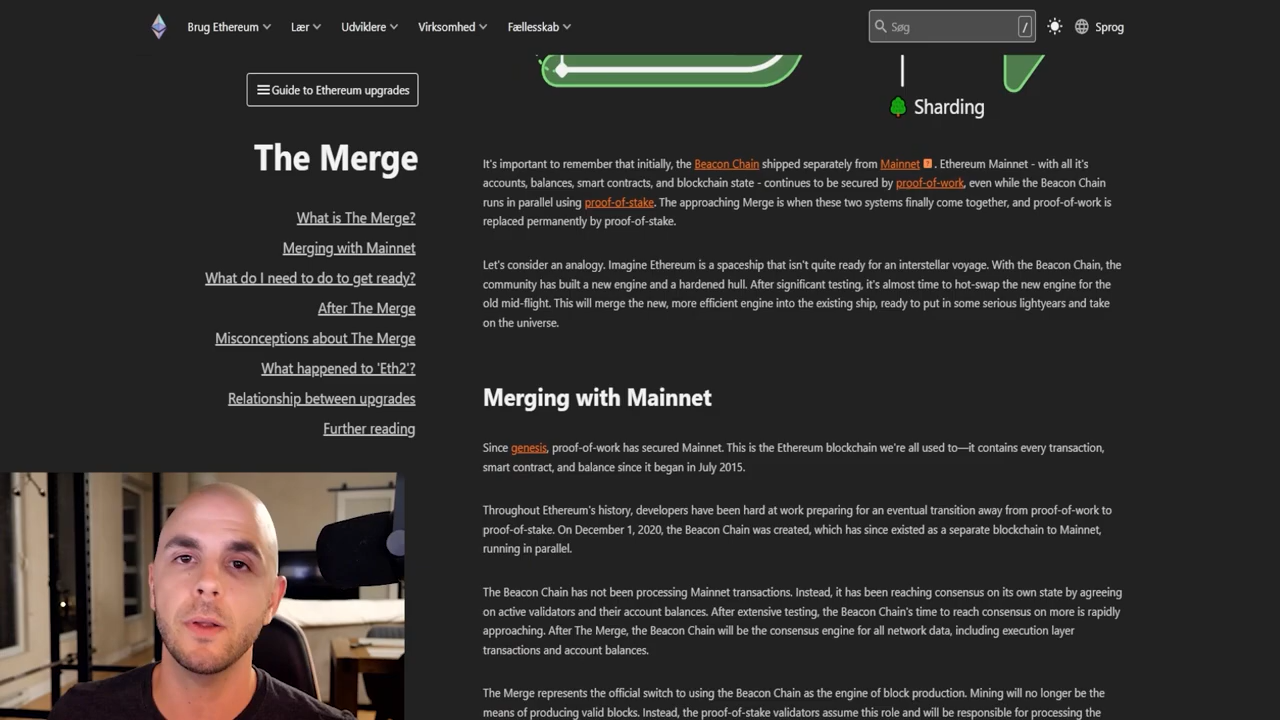 Brug Ethereum Lær Udviklere Virksomhed Fællesskab Søg / Sprog
Guide to Ethereum upgrades
The Merge
What is The Merge?
Merging with Mainnet
What do I need to do to get ready?
After The Merge
Misconceptions about The Merge
What happened to 'Eth2'?
Relationship between upgrades
Further reading
Sharding
It's important to remember that initially, the Beacon Chain shipped separately from Mainnet . Ethereum Mainnet - with all it's
accounts, balances, smart contracts, and blockchain state - continues to be secured by proof-of-work, even while the Beacon Chain
runs in parallel using proof-of-stake. The approaching Merge is when these two systems finally come together, and proof-of-work is
replaced permanently by proof-of-stake.
Let's consider an analogy. Imagine Ethereum is a spaceship that isn't quite ready for an interstellar voyage. With the Beacon Chain, the
community has built a new engine and a hardened hull. After significant testing, it's almost time to hot-swap the new engine for the
old mid-flight. This will merge the new, more efficient engine into the existing ship, ready to put in some serious lightyears and take
on the universe.
Merging with Mainnet
Since genesis, proof-of-work has secured Mainnet. This is the Ethereum blockchain we're all used to—it contains every transaction,
smart contract, and balance since it began in July 2015.
Throughout Ethereum's history, developers have been hard at work preparing for an eventual transition away from proof-of-work to
proof-of-stake. On December 1, 2020, the Beacon Chain was created, which has since existed as a separate blockchain to Mainnet,
running in parallel.
The Beacon Chain has not been processing Mainnet transactions. Instead, it has been reaching consensus on its own state by agreeing
on active validators and their account balances. After extensive testing, the Beacon Chain's time to reach consensus on more is rapidly
approaching. After The Merge, the Beacon Chain will be the consensus engine for all network data, including execution layer
transactions and account balances.
The Merge represents the official switch to using the Beacon Chain as the engine of block production. Mining will no longer be the
means of producing valid blocks. Instead, the proof-of-stake validators assume this role and will be responsible for processing the